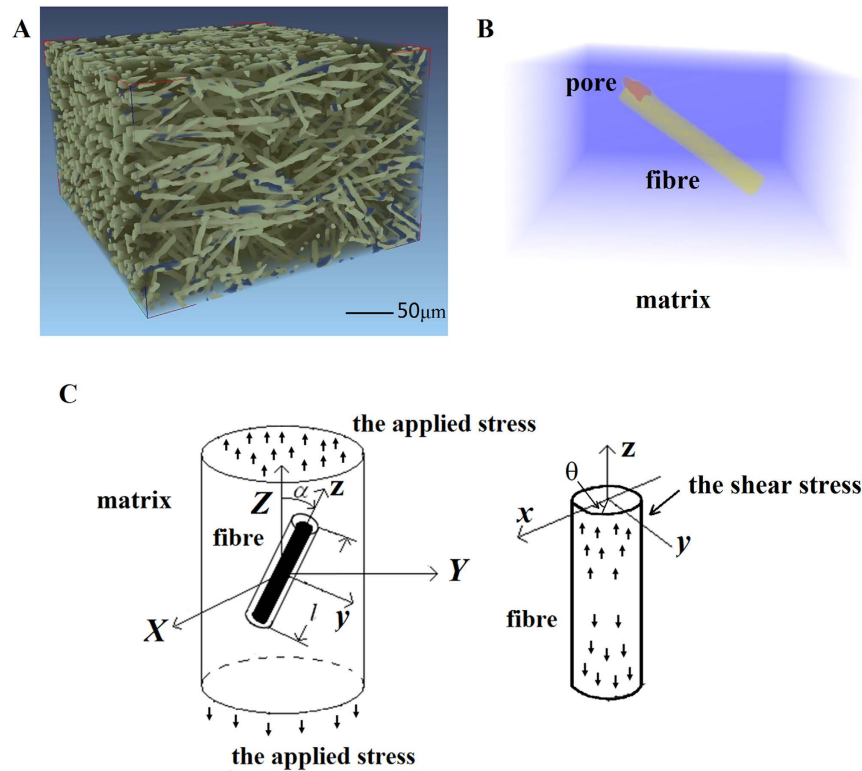 A
50μm
B
pore
fibre
matrix
C
the applied stress
matrix
Z
α
z
fibre
Y
X
y
l
the applied stress
θ
z
the shear stress
x
y
fibre